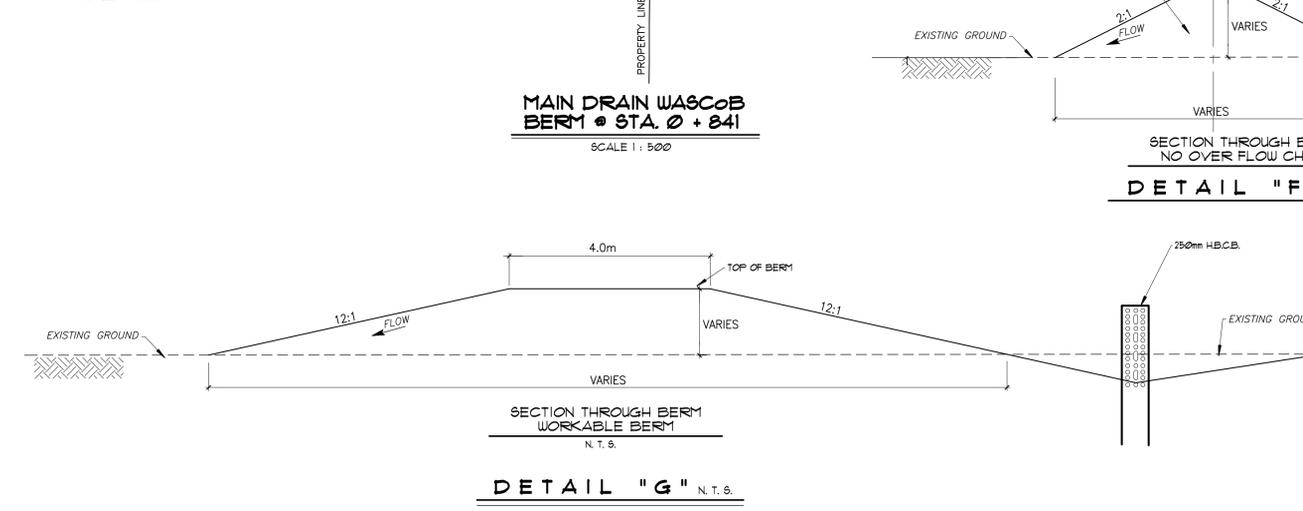 PROPERTY LINE
MAIN DRAIN WASCoB
BERM @ STA. 0 + 841
SCALE 1 : 500
2:1
FLOW
EXISTING GROUND
2:1
VARIES
VARIES
SECTION THROUGH B
NO OVER FLOW CH
DETAIL "F
4.0m
TOP OF BERM
12:1
FLOW
EXISTING GROUND
VARIES
12:1
VARIES
250mm H.B.C.B.
EXISTING GROU
SECTION THROUGH BERM
WORKABLE BERM
N. T. S.
DETAIL "G" N. T. S.